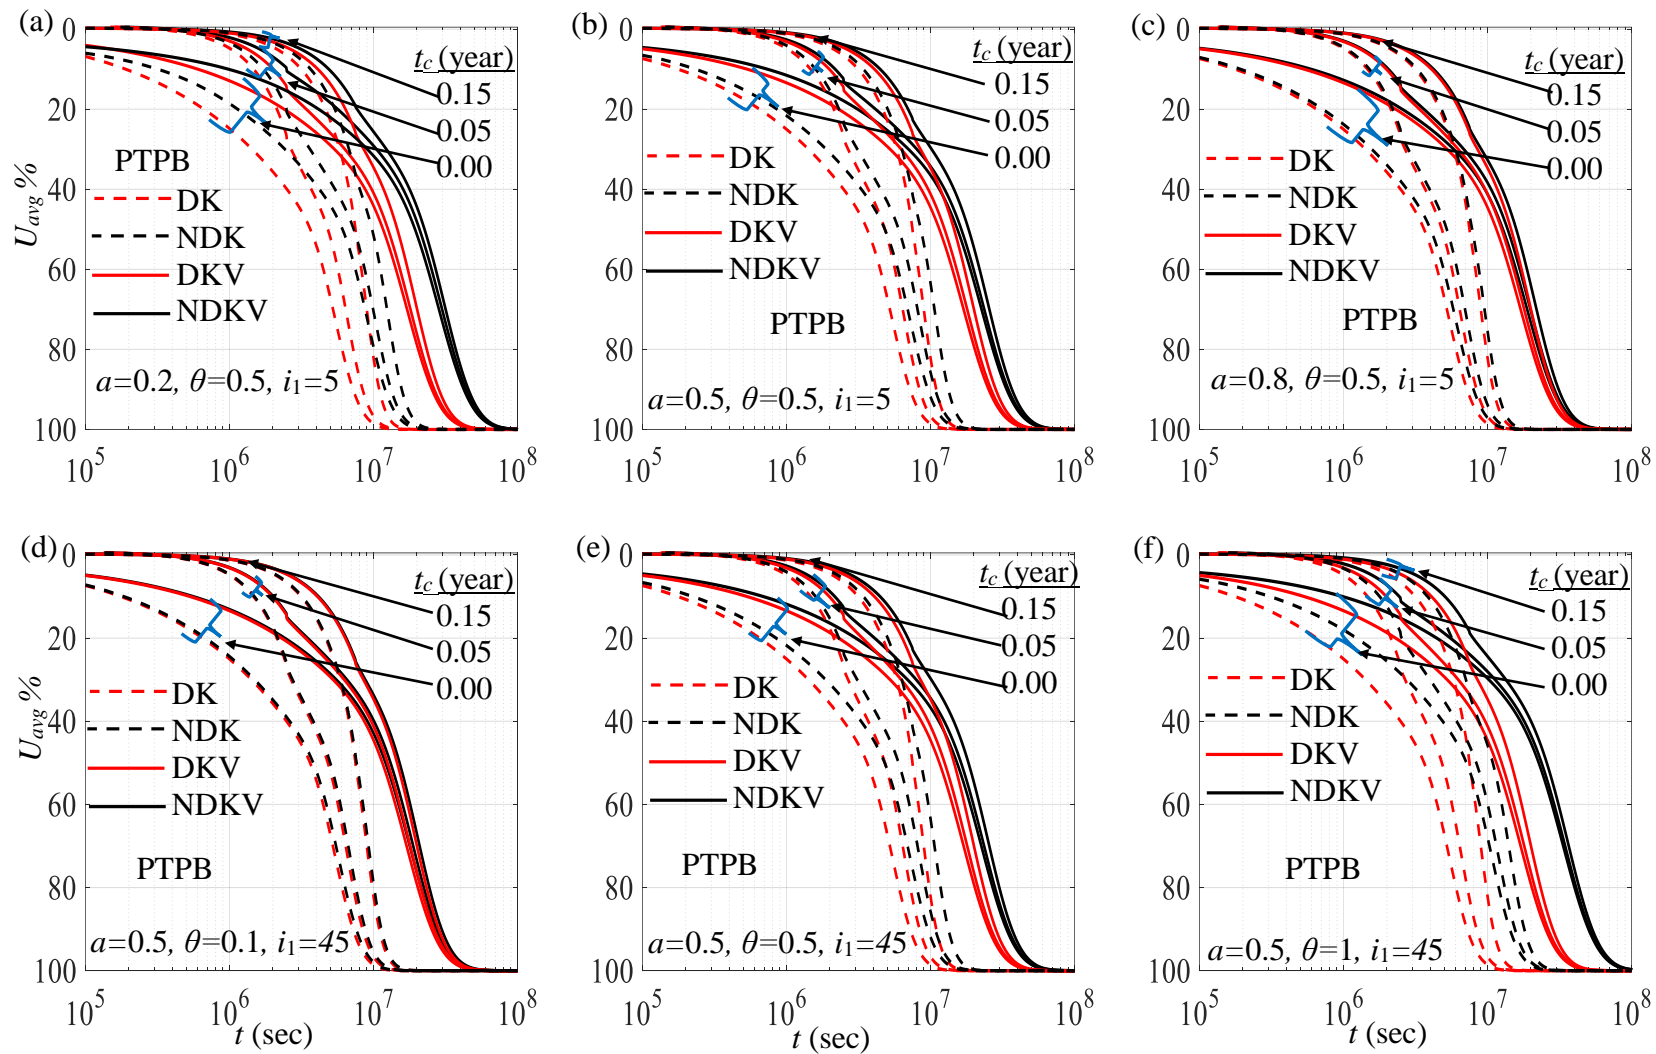 (a)
U_avg %
0
20
40
60
80
100
10^5
10^6
10^7
10^8
t_c (year)
0.15
0.05
0.00
PTPB
DK
NDK
DKV
NDKV
a=0.2, θ=0.5, i_1=5
(b)
0
20
40
60
80
100
10^5
10^6
10^7
10^8
t_c (year)
0.15
0.05
0.00
DK
NDK
DKV
NDKV
PTPB
a=0.5, θ=0.5, i_1=5
(c)
0
20
40
60
80
100
10^5
10^6
10^7
10^8
t_c (year)
0.15
0.05
0.00
DK
NDK
DKV
NDKV
PTPB
a=0.8, θ=0.5, i_1=5
(d)
U_avg %
0
20
40
60
80
100
10^5
10^6
10^7
10^8
t (sec)
t_c (year)
0.15
0.05
0.00
DK
NDK
DKV
NDKV
PTPB
a=0.5, θ=0.1, i_1=45
(e)
0
20
40
60
80
100
10^5
10^6
10^7
10^8
t (sec)
t_c (year)
0.15
0.05
0.00
DK
NDK
DKV
NDKV
PTPB
a=0.5, θ=0.5, i_1=45
(f)
0
20
40
60
80
100
10^5
10^6
10^7
10^8
t (sec)
t_c (year)
0.15
0.05
0.00
DK
NDK
DKV
NDKV
PTPB
a=0.5, θ=1, i_1=45